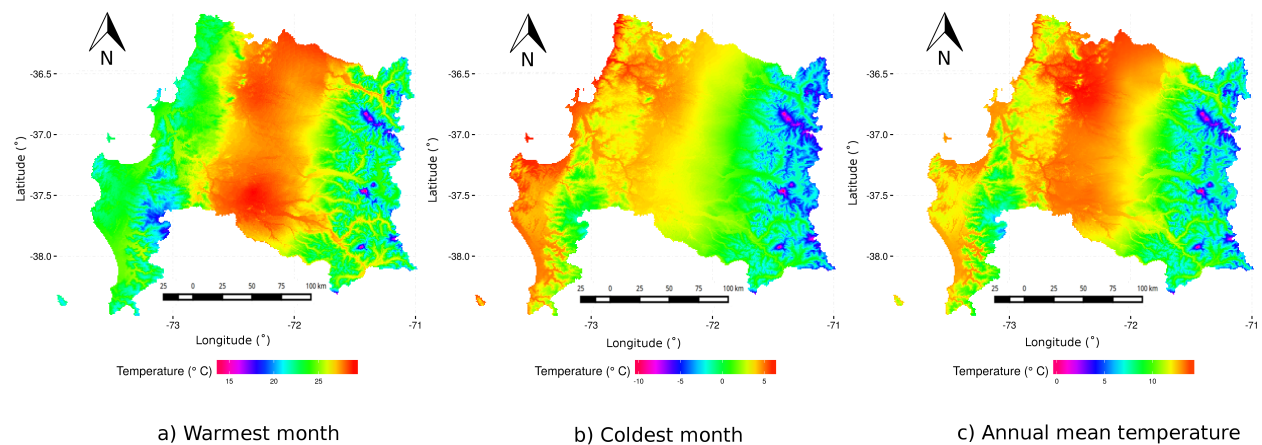 N
-36.5
-37.0
-37.5
-38.0
Latitude (°)
25 0 25 50 75 100 km
-73 -72 -71
Longitude (°)
Temperature (° C)
15 20 25
a) Warmest month
N
-36.5
-37.0
-37.5
-38.0
Latitude (°)
25 0 25 50 75 100 km
-73 -72 -71
Longitude (°)
Temperature (° C)
-10 -5 0 5
b) Coldest month
N
-36.5
-37.0
-37.5
-38.0
Latitude (°)
25 0 25 50 75 100 km
-73 -72 -71
Longitude (°)
Temperature (° C)
0 5 10
c) Annual mean temperature